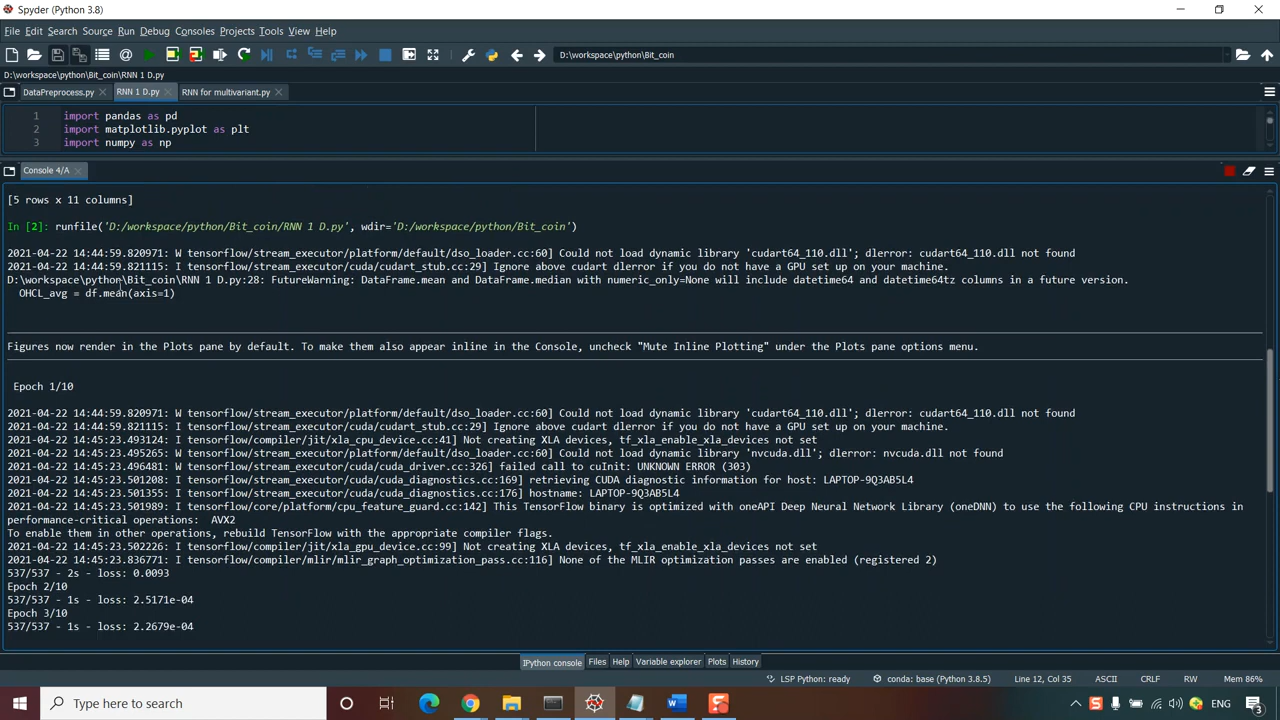 Spyder (Python 3.8)
File Edit Search Source Run Debug Consoles Projects Tools View Help
D:\workspace\python\Bit_coin
D:\workspace\python\Bit_coin\RNN 1 D.py
DataPreprocess.py RNN 1 D.py RNN for multivariant.py
1 import pandas as pd
2 import matplotlib.pyplot as plt
3 import numpy as np
Console 4/A
[5 rows x 11 columns]
In [2]: runfile('D:/workspace/python/Bit_coin/RNN 1 D.py', wdir='D:/workspace/python/Bit_coin')
2021-04-22 14:44:59.820971: W tensorflow/stream_executor/platform/default/dso_loader.cc:60] Could not load dynamic library 'cudart64_110.dll'; dlerror: cudart64_110.dll not found
2021-04-22 14:44:59.821115: I tensorflow/stream_executor/cuda/cudart_stub.cc:29] Ignore above cudart dlerror if you do not have a GPU set up on your machine.
D:\workspace\python\Bit_coin\RNN 1 D.py:28: FutureWarning: DataFrame.mean and DataFrame.median with numeric_only=None will include datetime64 and datetime64tz columns in a future version.
OHCL_avg = df.mean(axis=1)
Figures now render in the Plots pane by default. To make them also appear inline in the Console, uncheck "Mute Inline Plotting" under the Plots pane options menu.
Epoch 1/10
2021-04-22 14:44:59.820971: W tensorflow/stream_executor/platform/default/dso_loader.cc:60] Could not load dynamic library 'cudart64_110.dll'; dlerror: cudart64_110.dll not found
2021-04-22 14:44:59.821115: I tensorflow/stream_executor/cuda/cudart_stub.cc:29] Ignore above cudart dlerror if you do not have a GPU set up on your machine.
2021-04-22 14:45:23.493124: I tensorflow/compiler/jit/xla_cpu_device.cc:41] Not creating XLA devices, tf_xla_enable_xla_devices not set
2021-04-22 14:45:23.495265: W tensorflow/stream_executor/platform/default/dso_loader.cc:60] Could not load dynamic library 'nvcuda.dll'; dlerror: nvcuda.dll not found
2021-04-22 14:45:23.496481: W tensorflow/stream_executor/cuda/cuda_driver.cc:326] failed call to cuInit: UNKNOWN ERROR (303)
2021-04-22 14:45:23.501208: I tensorflow/stream_executor/cuda/cuda_diagnostics.cc:169] retrieving CUDA diagnostic information for host: LAPTOP-9Q3AB5L4
2021-04-22 14:45:23.501355: I tensorflow/stream_executor/cuda/cuda_diagnostics.cc:176] hostname: LAPTOP-9Q3AB5L4
2021-04-22 14:45:23.501989: I tensorflow/core/platform/cpu_feature_guard.cc:142] This TensorFlow binary is optimized with oneAPI Deep Neural Network Library (oneDNN) to use the following CPU instructions in
performance-critical operations: AVX2
To enable them in other operations, rebuild TensorFlow with the appropriate compiler flags.
2021-04-22 14:45:23.502226: I tensorflow/compiler/jit/xla_gpu_device.cc:99] Not creating XLA devices, tf_xla_enable_xla_devices not set
2021-04-22 14:45:23.836771: I tensorflow/compiler/mlir/mlir_graph_optimization_pass.cc:116] None of the MLIR optimization passes are enabled (registered 2)
537/537 - 2s - loss: 0.0093
Epoch 2/10
537/537 - 1s - loss: 2.5171e-04
Epoch 3/10
537/537 - 1s - loss: 2.2679e-04
IPython console Files Help Variable explorer Plots History
LSP Python: ready conda: base (Python 3.8.5) Line 12, Col 35 ASCII CRLF RW Mem 86%
Type here to search ENG 3